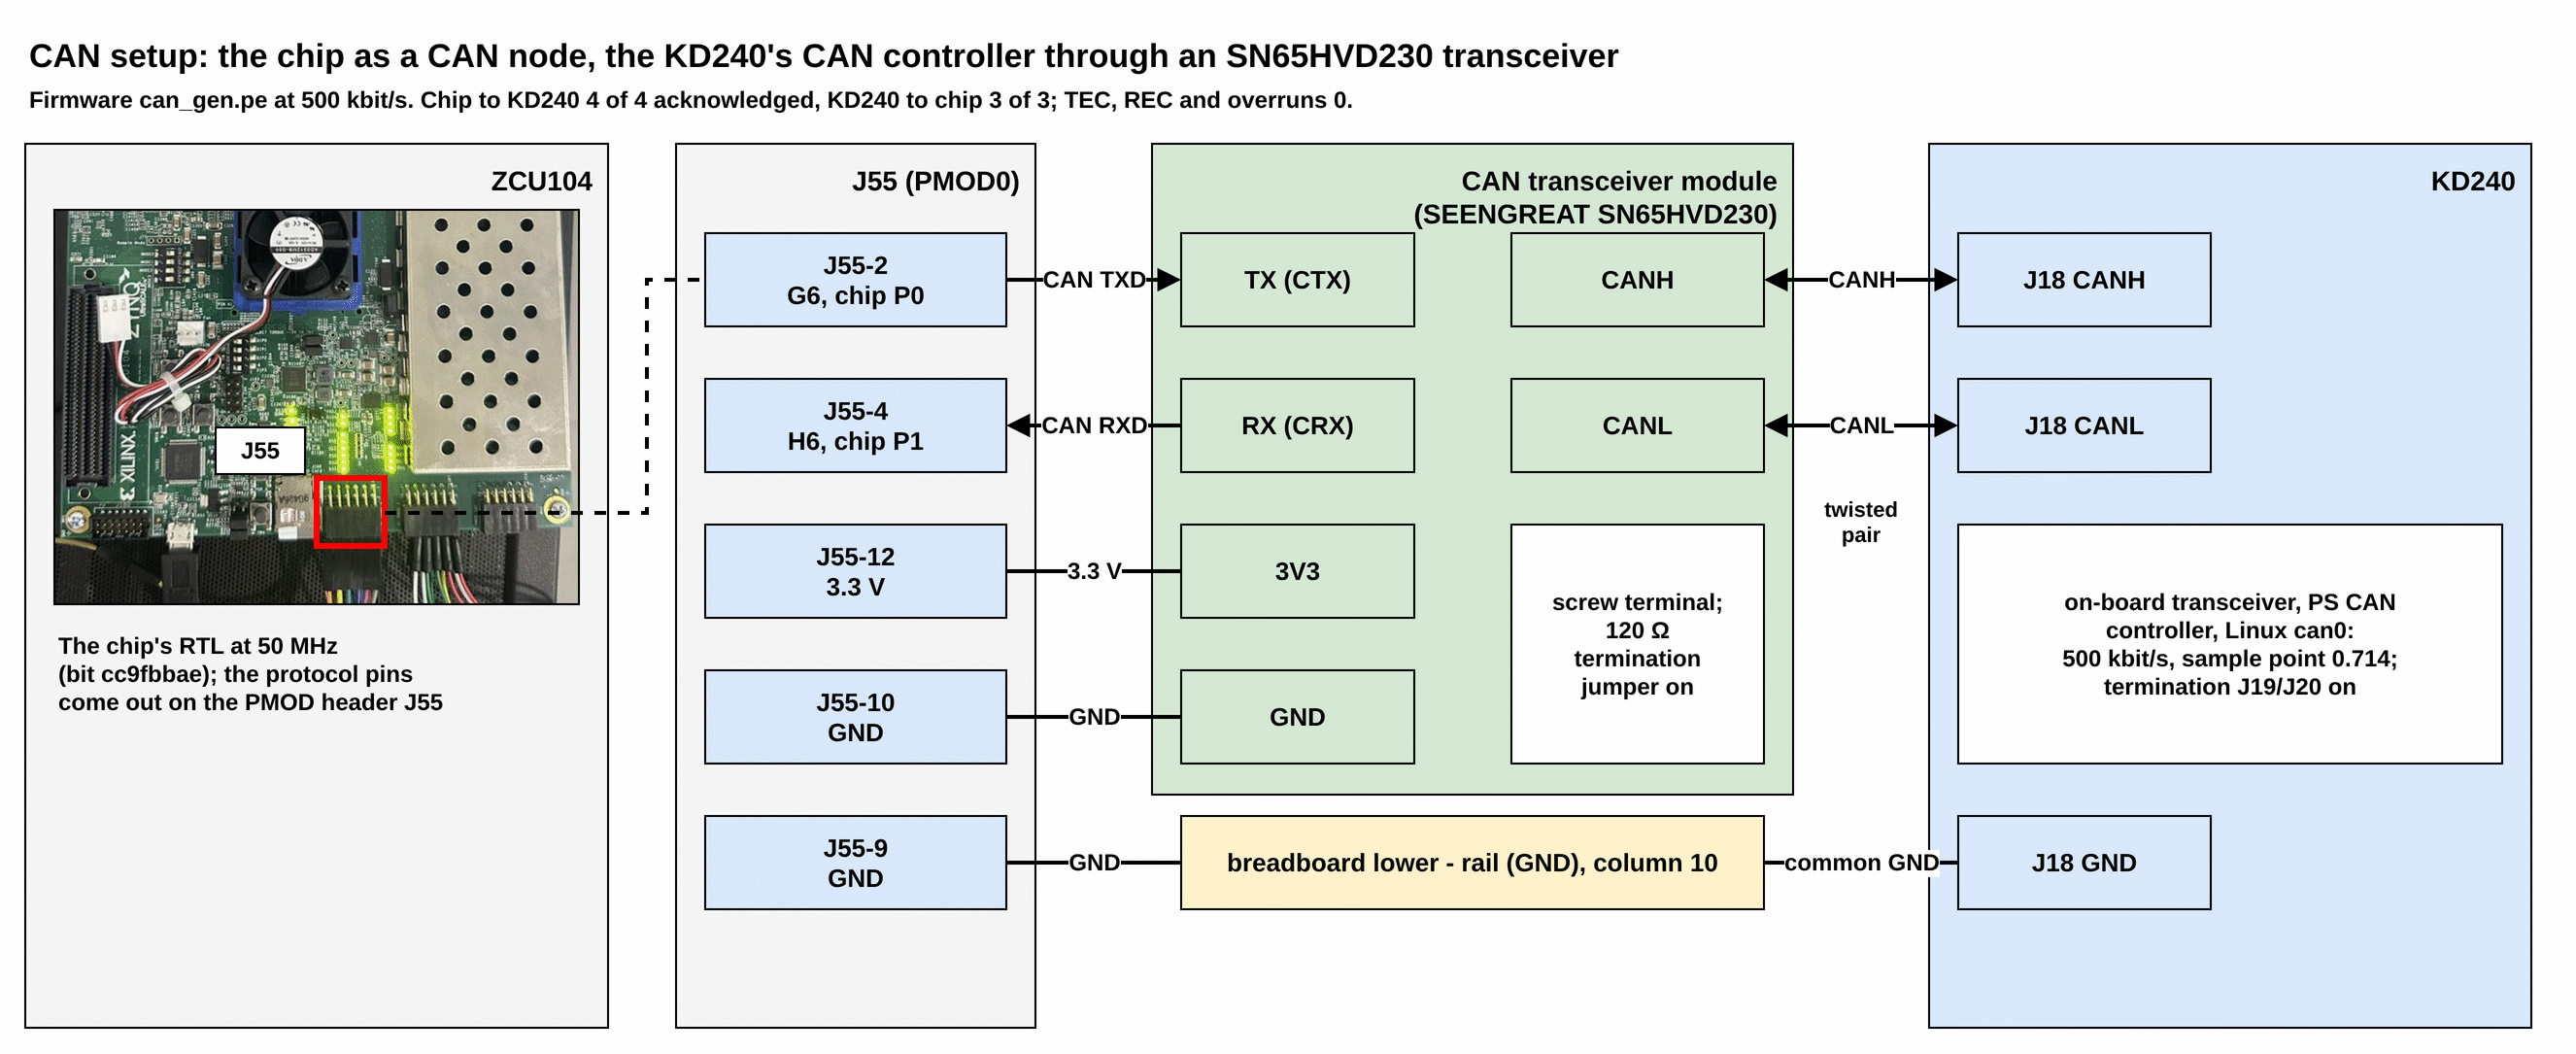 CAN setup: the chip as a CAN node, the KD240's CAN controller through an SN65HVD230 transceiver
Firmware can_gen.pe at 500 kbit/s. Chip to KD240 4 of 4 acknowledged, KD240 to chip 3 of 3; TEC, REC and overruns 0.
ZCU104
J55
XILINX
The chip's RTL at 50 MHz
(bit cc9fbbae); the protocol pins
come out on the PMOD header J55
J55 (PMOD0)
J55-2
G6, chip P0
J55-4
H6, chip P1
J55-12
3.3 V
J55-10
GND
J55-9
GND
CAN TXD
CAN RXD
3.3 V
GND
GND
CAN transceiver module
(SEENGREAT SN65HVD230)
TX (CTX)
CANH
RX (CRX)
CANL
3V3
GND
screw terminal;
120 Ω
termination
jumper on
breadboard lower - rail (GND), column 10
CANH
CANL
twisted
pair
common GND
KD240
J18 CANH
J18 CANL
on-board transceiver, PS CAN
controller, Linux can0:
500 kbit/s, sample point 0.714;
termination J19/J20 on
J18 GND